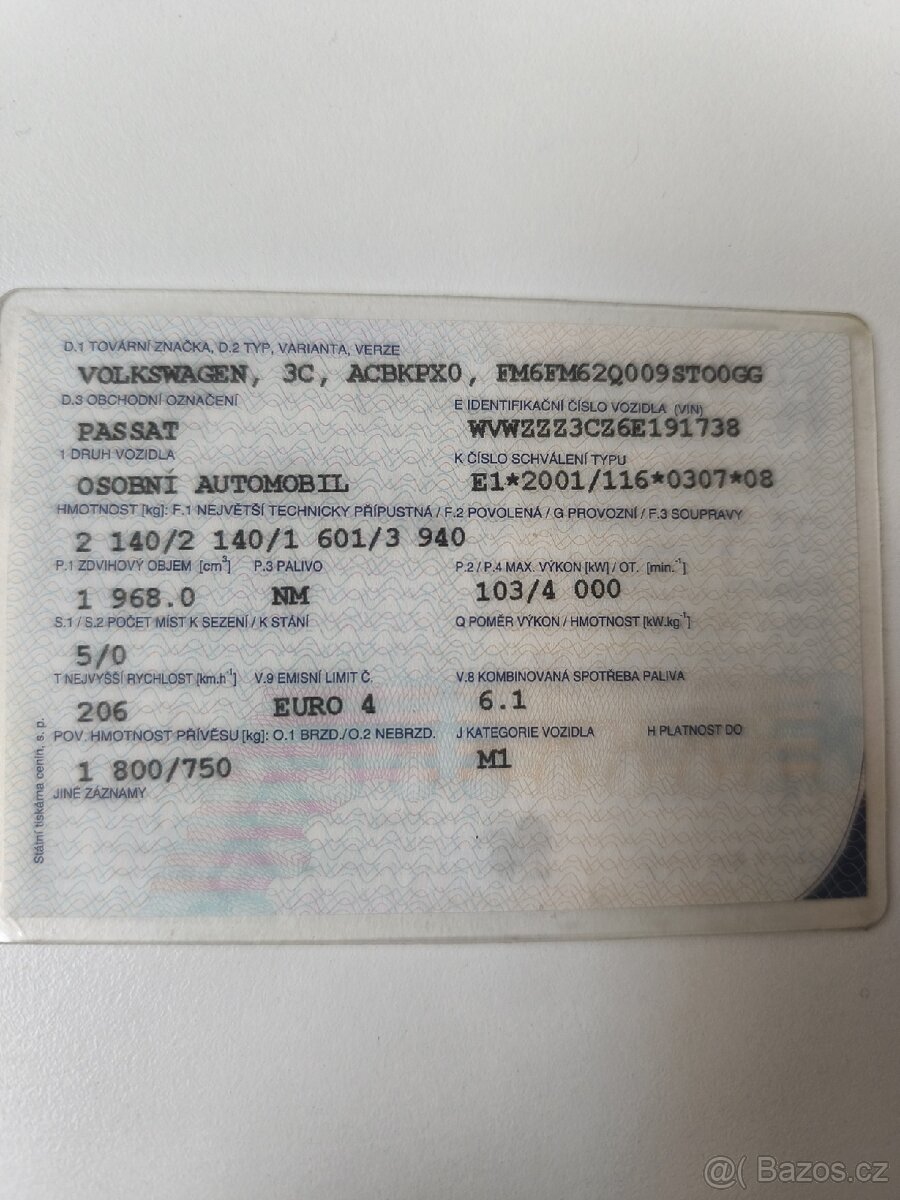 D.1 TOVÁRNÍ ZNAČKA, D.2 TYP, VARIANTA, VERZE
VOLKSWAGEN, 3C, ACBKPX0, FM6FM62Q009STO0GG
D.3 OBCHODNÍ OZNAČENÍ E IDENTIFIKAČNÍ ČÍSLO VOZIDLA (VIN)
PASSAT WVWZZZ3CZ6E191738
1 DRUH VOZIDLA K ČÍSLO SCHVÁLENÍ TYPU
OSOBNÍ AUTOMOBIL E1*2001/116*0307*08
HMOTNOST [kg]: F.1 NEJVĚTŠÍ TECHNICKY PŘÍPUSTNÁ / F.2 POVOLENÁ / G PROVOZNÍ / F.3 SOUPRAVY
2 140/2 140/1 601/3 940
P.1 ZDVIHOVÝ OBJEM [cm³] P.3 PALIVO P.2 / P.4 MAX. VÝKON [kW] / OT. [min.⁻¹]
1 968.0 NM 103/4 000
S.1 / S.2 POČET MÍST K SEZENÍ / K STÁNÍ Q POMĚR VÝKON / HMOTNOST [kW.kg⁻¹]
5/0
T NEJVYŠŠÍ RYCHLOST [km.h⁻¹] V.9 EMISNÍ LIMIT Č. V.8 KOMBINOVANÁ SPOTŘEBA PALIVA
206 EURO 4 6.1
POV. HMOTNOST PŘÍVĚSU [kg]: O.1 BRZD./O.2 NEBRZD. J KATEGORIE VOZIDLA H PLATNOST DO
1 800/750 M1
JINÉ ZÁZNAMY
Státní tiskárna cenin, s. p.
@( Bazos.cz